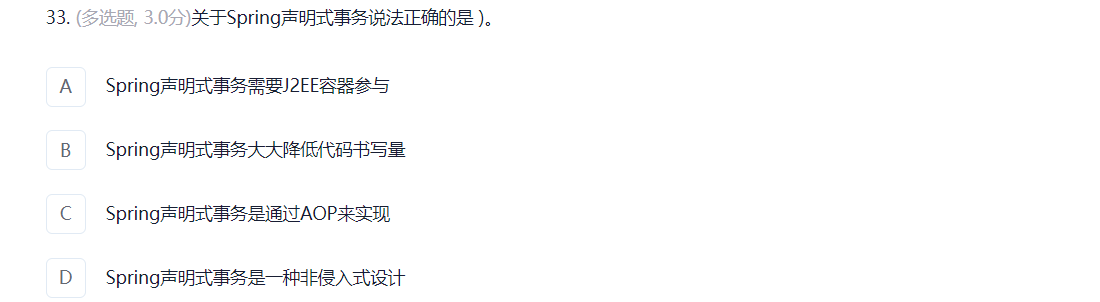 33. (多选题, 3.0分)关于Spring声明式事务说法正确的是 )。
A Spring声明式事务需要J2EE容器参与
B Spring声明式事务大大降低代码书写量
C Spring声明式事务是通过AOP来实现
D Spring声明式事务是一种非侵入式设计